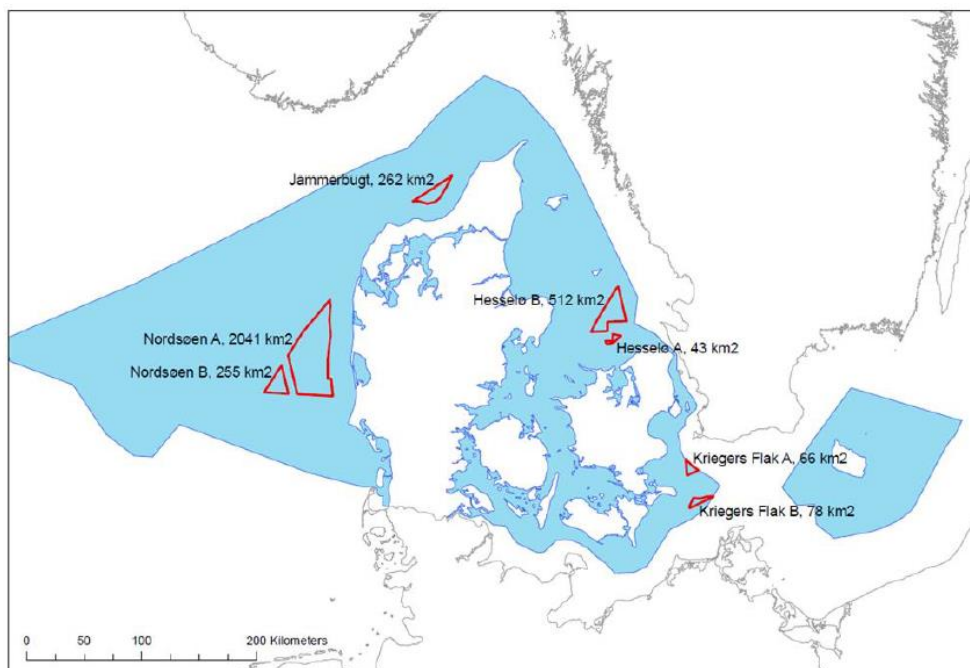 Jammerbugt, 262 km2
Hesselø B, 512 km2
Nordsøen A, 2041 km2
Hesselø A, 43 km2
Nordsøen B, 255 km2
Kriegers Flak A, 66 km2
Kriegers Flak B, 78 km2
0 50 100 200 Kilometers